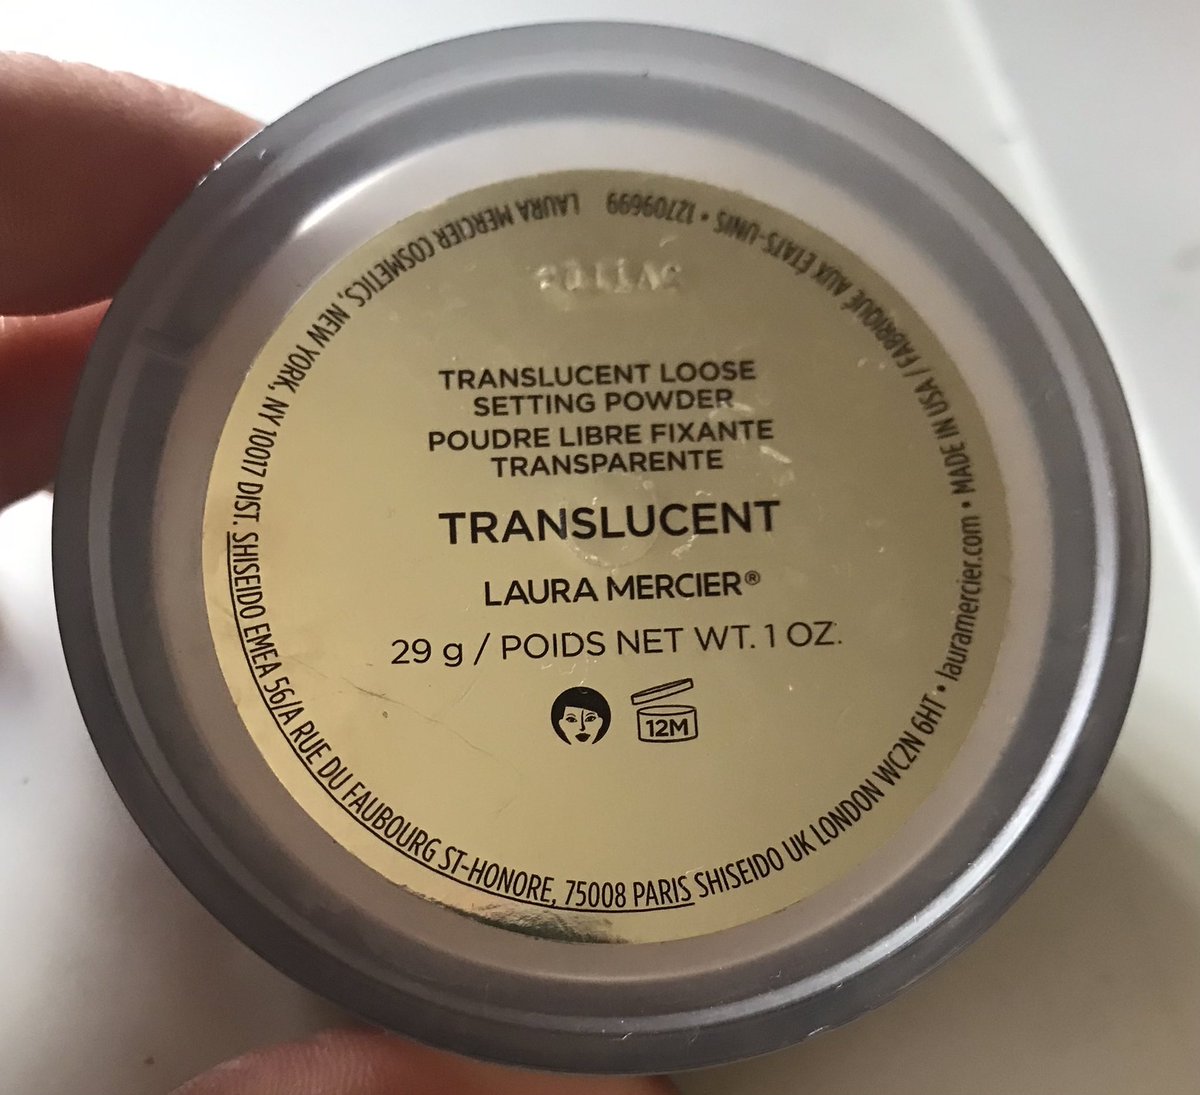 TRANSLUCENT LOOSE
SETTING POWDER
POUDRE LIBRE FIXANTE
TRANSPARENTE
TRANSLUCENT
LAURA MERCIER®
29 g / POIDS NET WT. 1 OZ.
12M
LAURA MERCIER COSMETICS, NEW YORK, NY 10017 DIST. SHISEIDO EMEA 56/A RUE DU FAUBOURG ST-HONORE, 75008 PARIS SHISEIDO UK LONDON WC2N 6HT • lauramercier.com • MADE IN USA / FABRIQUÉ AUX ÉTATS-UNIS • 12709699